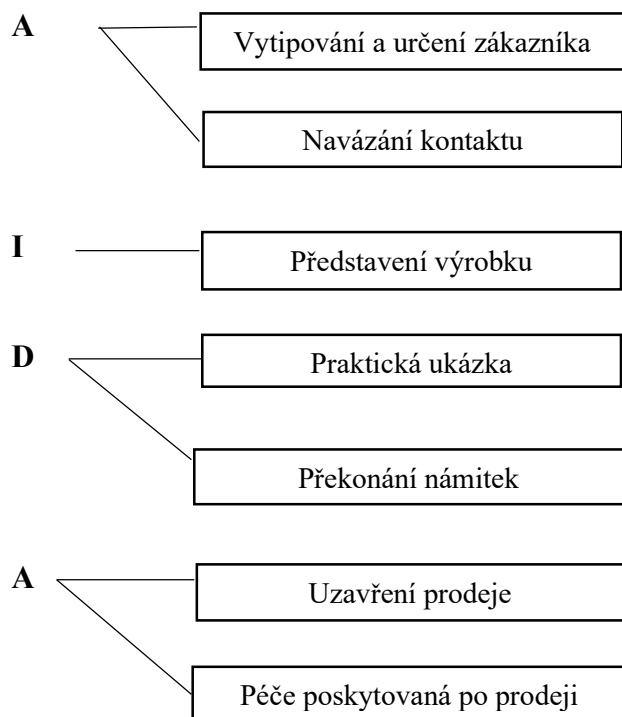 A
Vytipování a určení zákazníka
Navázání kontaktu
I
Představení výrobku
D
Praktická ukázka
Překonání námitek
A
Uzavření prodeje
Péče poskytovaná po prodeji